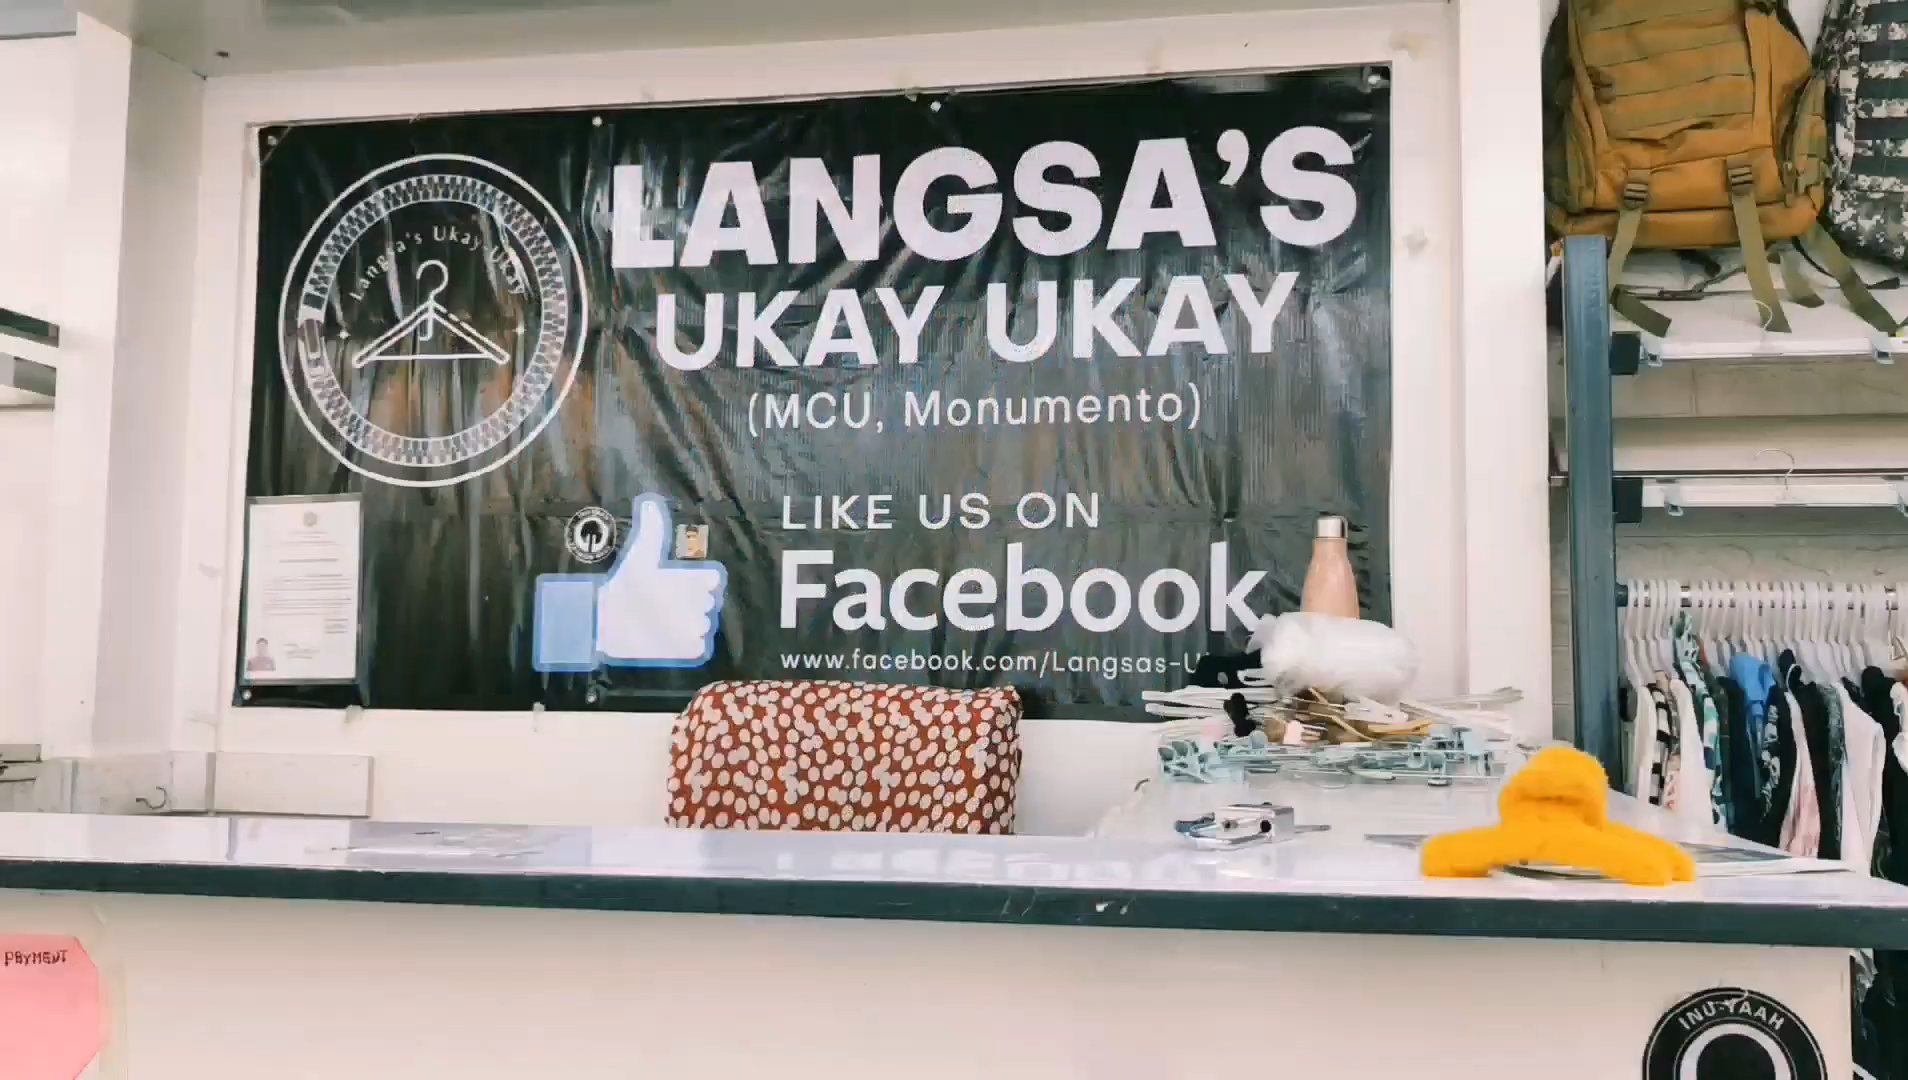 LANGSA'S
UKAY UKAY
(MCU, Monumento)
Langsa's Ukay-Ukay
LIKE US ON
Facebook
www.facebook.com/Langsas-U
PAYMENT
INU-YAAH